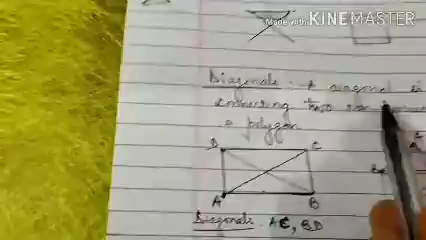 Made with KINEMASTER
Diagonals : A diagonal is
connecting two
a polygon
D C
A B
Diagonals . AC, BD